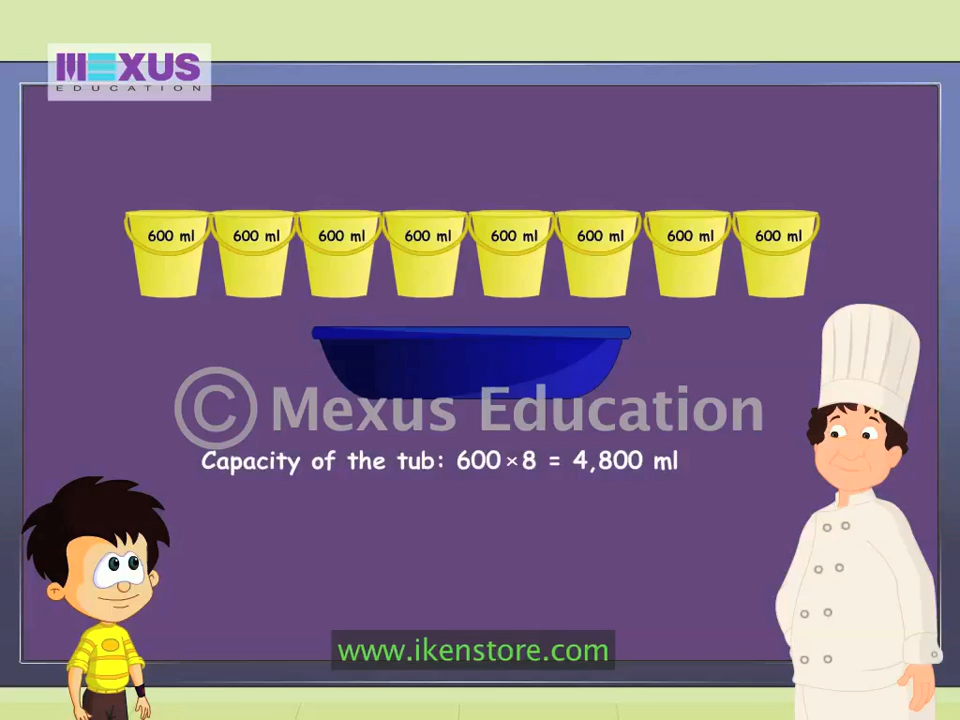 MEXUS
EDUCATION
600 ml 600 ml 600 ml 600 ml 600 ml 600 ml 600 ml 600 ml
© Mexus Education
Capacity of the tub: 600 × 8 = 4,800 ml
www.ikenstore.com